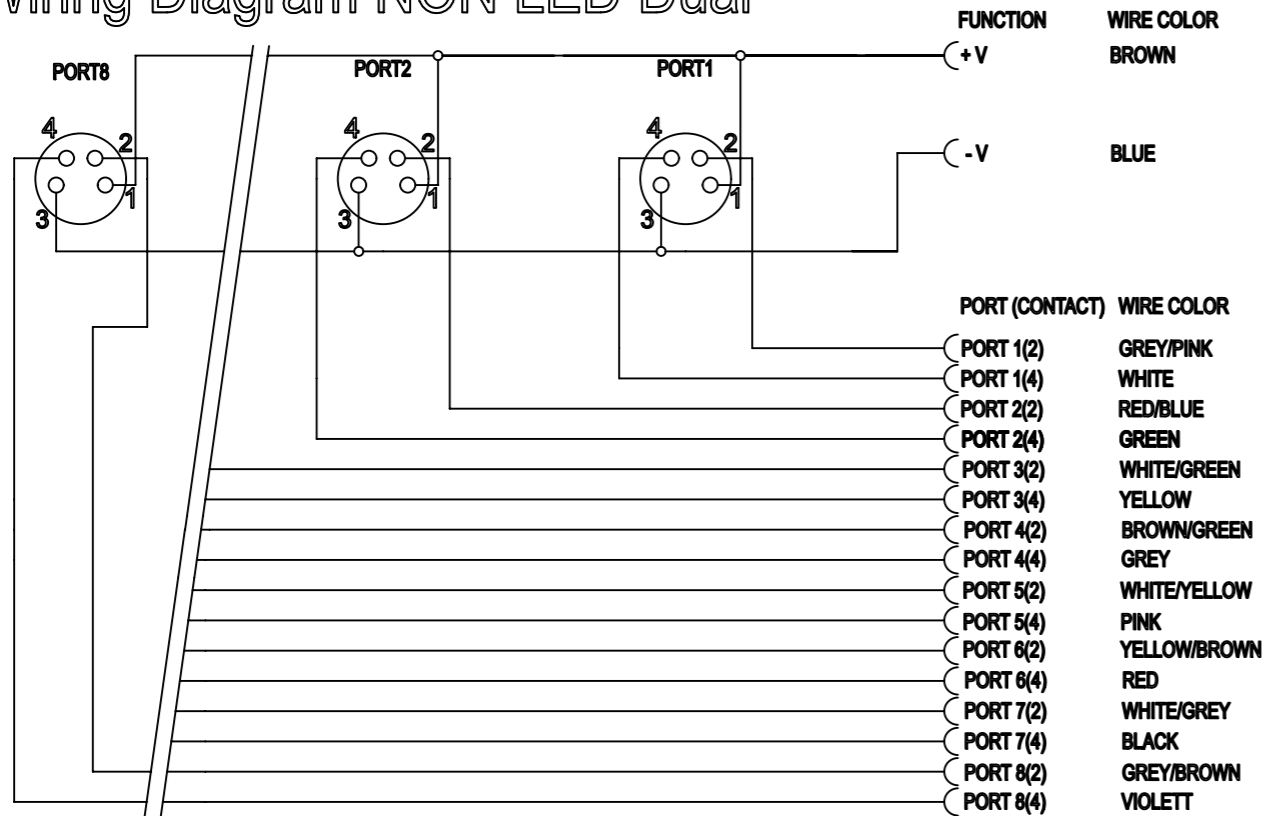 Wiring Diagram NON LED Dual
FUNCTION WIRE COLOR
+ V BROWN
PORT8 PORT2 PORT1
4 2 4 2 4 2
- V BLUE
3 1 3 1 3 1
PORT (CONTACT) WIRE COLOR
PORT 1(2) GREY/PINK
PORT 1(4) WHITE
PORT 2(2) RED/BLUE
PORT 2(4) GREEN
PORT 3(2) WHITE/GREEN
PORT 3(4) YELLOW
PORT 4(2) BROWN/GREEN
PORT 4(4) GREY
PORT 5(2) WHITE/YELLOW
PORT 5(4) PINK
PORT 6(2) YELLOW/BROWN
PORT 6(4) RED
PORT 7(2) WHITE/GREY
PORT 7(4) BLACK
PORT 8(2) GREY/BROWN
PORT 8(4) VIOLETT